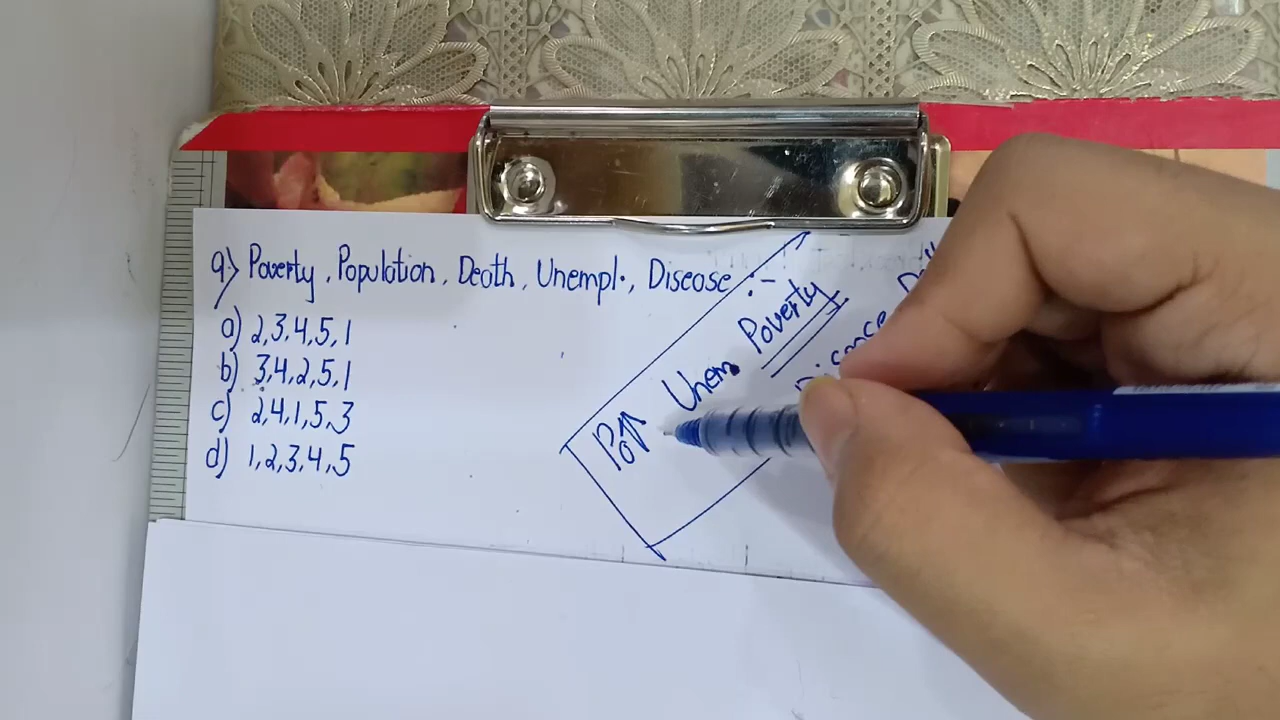 q) Poverty, Population, Death, Unempl., Disease :-
a) 2,3,4,5,1
b) 3,4,2,5,1
c) 2,4,1,5,3
d) 1,2,3,4,5
Pop Unem Poverty
Disease